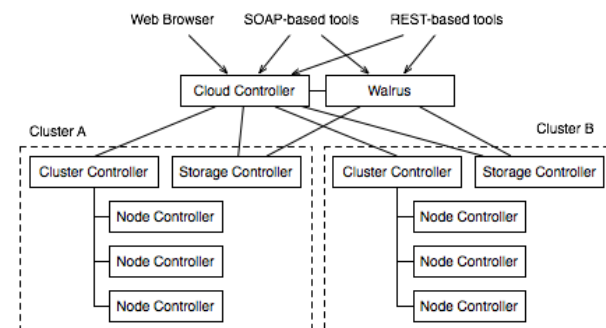 Web Browser SOAP-based tools REST-based tools
Cloud Controller Walrus
Cluster A Cluster B
Cluster Controller Storage Controller Cluster Controller Storage Controller
Node Controller Node Controller
Node Controller Node Controller
Node Controller Node Controller